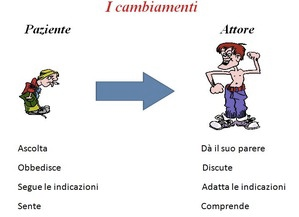 I cambiamenti
Paziente Attore
Ascolta Dà il suo parere
Obbedisce Discute
Segue le indicazioni Adatta le indicazioni
Sente Comprende